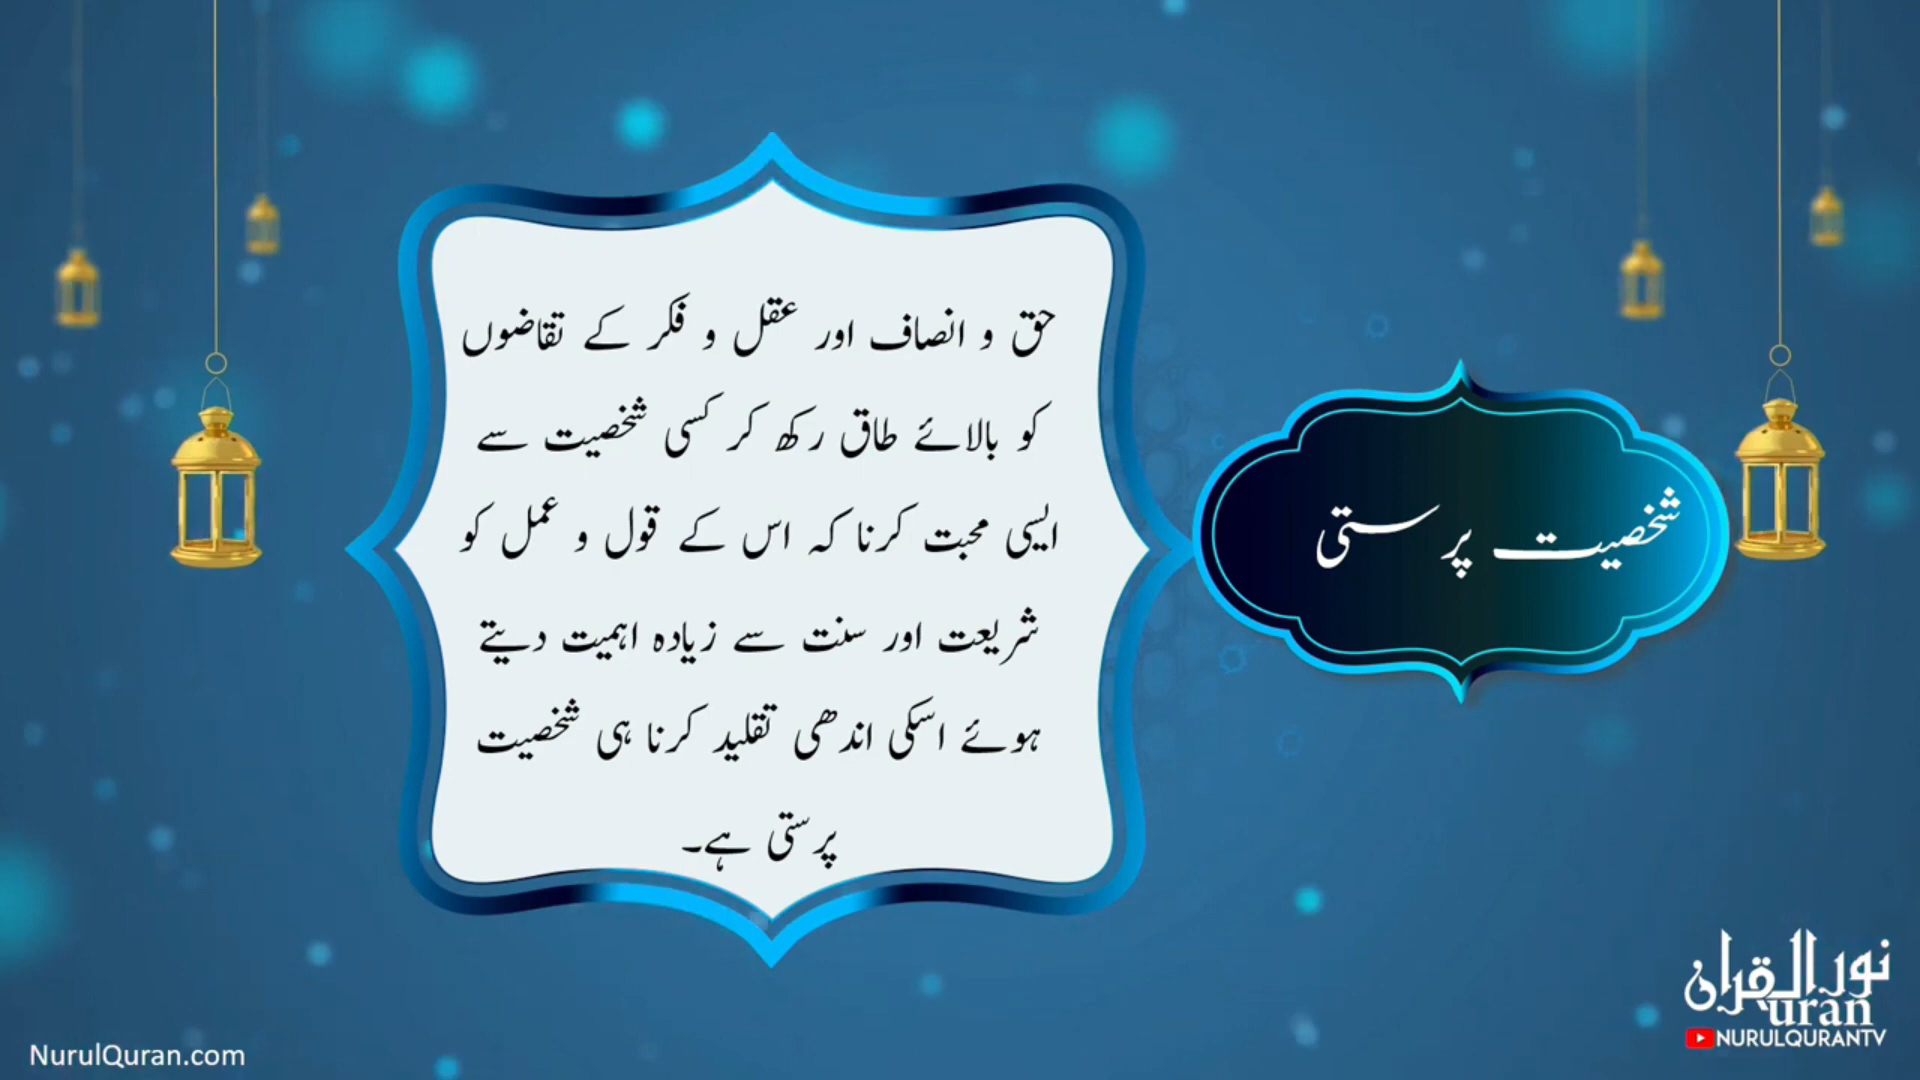 شخصیت پرستی
حق و انصاف اور عقل و فکر کے تقاضوں
کو بالائے طاق رکھ کر کسی شخصیت سے
ایسی محبت کرنا کہ اس کے قول و عمل کو
شریعت اور سنت سے زیادہ اہمیت دیتے
ہوئے اسکی اندھی تقلید کرنا ہی شخصیت
پرستی ہے۔
نور القرآن
uran
NURULQURANTV
NurulQuran.com